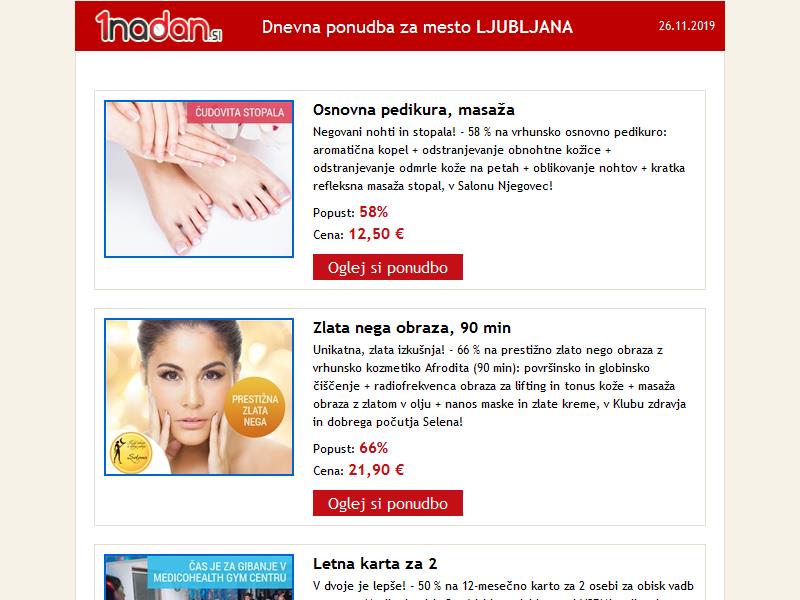 1nadan.si
Dnevna ponudba za mesto LJUBLJANA
26.11.2019
ČUDOVITA STOPALA
Osnovna pedikura, masaža
Negovani nohti in stopala! - 58 % na vrhunsko osnovno pedikuro:
aromatična kopel + odstranjevanje obnohtne kožice +
odstranjevanje odmrle kože na petah + oblikovanje nohtov + kratka
refleksna masaža stopal, v Salonu Njegovec!
Popust: 58%
Cena: 12,50 €
Oglej si ponudbo
PRESTIŽNA
ZLATA
NEGA
Zlata nega obraza, 90 min
Unikatna, zlata izkušnja! - 66 % na prestižno zlato nego obraza z
vrhunsko kozmetiko Afrodita (90 min): površinsko in globinsko
čiščenje + radiofrekvenca obraza za lifting in tonus kože + masaža
obraza z zlatom v olju + nanos maske in zlate kreme, v Klubu zdravja
in dobrega počutja Selena!
Popust: 66%
Cena: 21,90 €
Oglej si ponudbo
ČAS JE ZA GIBANJE V
MEDICOHEALTH GYM CENTRU
Letna karta za 2
V dvoje je lepše! - 50 % na 12-mesečno karto za 2 osebi za obisk vadb